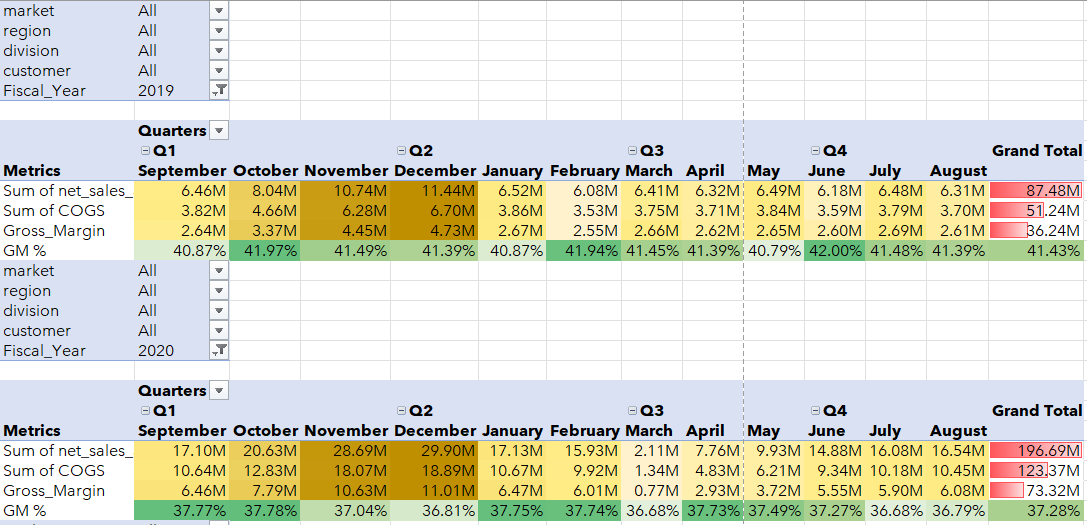 market All
region All
division All
customer All
Fiscal_Year 2019
Quarters
Q1 Q2 Q3 Q4 Grand Total
Metrics September October November December January February March April May June July August
Sum of net_sales_ 6.46M 8.04M 10.74M 11.44M 6.52M 6.08M 6.41M 6.32M 6.49M 6.18M 6.48M 6.31M 87.48M
Sum of COGS 3.82M 4.66M 6.28M 6.70M 3.86M 3.53M 3.75M 3.71M 3.84M 3.59M 3.79M 3.70M 51.24M
Gross_Margin 2.64M 3.37M 4.45M 4.73M 2.67M 2.55M 2.66M 2.62M 2.65M 2.60M 2.69M 2.61M 36.24M
GM % 40.87% 41.97% 41.49% 41.39% 40.87% 41.94% 41.45% 41.39% 40.79% 42.00% 41.48% 41.39% 41.43%
market All
region All
division All
customer All
Fiscal_Year 2020
Quarters
Q1 Q2 Q3 Q4 Grand Total
Metrics September October November December January February March April May June July August
Sum of net_sales_ 17.10M 20.63M 28.69M 29.90M 17.13M 15.93M 2.11M 7.76M 9.93M 14.88M 16.08M 16.54M 196.69M
Sum of COGS 10.64M 12.83M 18.07M 18.89M 10.67M 9.92M 1.34M 4.83M 6.21M 9.34M 10.18M 10.45M 123.37M
Gross_Margin 6.46M 7.79M 10.63M 11.01M 6.47M 6.01M 0.77M 2.93M 3.72M 5.55M 5.90M 6.08M 73.32M
GM % 37.77% 37.78% 37.04% 36.81% 37.75% 37.74% 36.68% 37.73% 37.49% 37.27% 36.68% 36.79% 37.28%